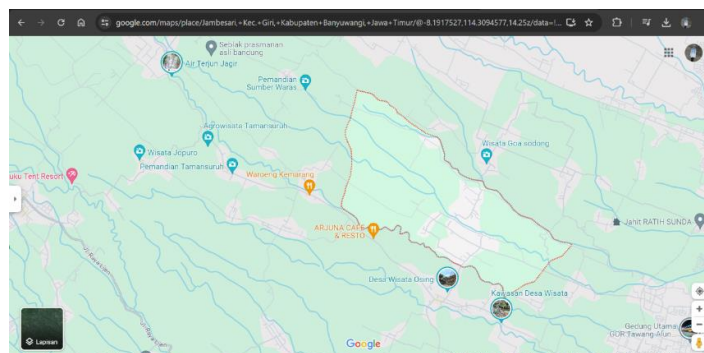 google.com/maps/place/Jambesari,+Kec.+Giri,+Kabupaten+Banyuwangi,+Jawa+Timur/@-8.1917527,114.3094577,14.25z/data=!...
Seblak prasmanan
asli bandung
Air Terjun Jagir
Pemandian
Sumber Waras
Agrowisata Tamansuruh
Wisata Jopuro
Pemandian Tamansuruh
Wisata Goa sodong
uku Tent Resort
Waroeng Kemarang
ARJUNA CAFE
& RESTO
Jahit RATIH SUNDA
Desa Wisata Osing
Kawasan Desa Wisata
Lapisan
Google
Gedung Utama
GOR Tawang Alun...